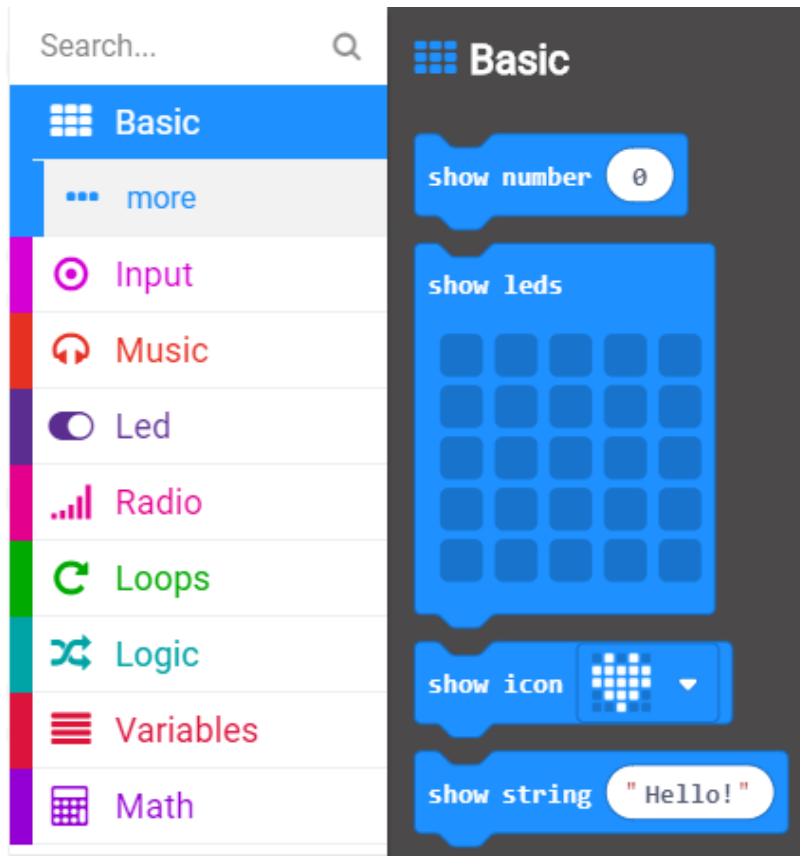 Search...
Basic
more
Input
Music
Led
Radio
Loops
Logic
Variables
Math
Basic
show number 0
show leds
show icon
show string "Hello!"